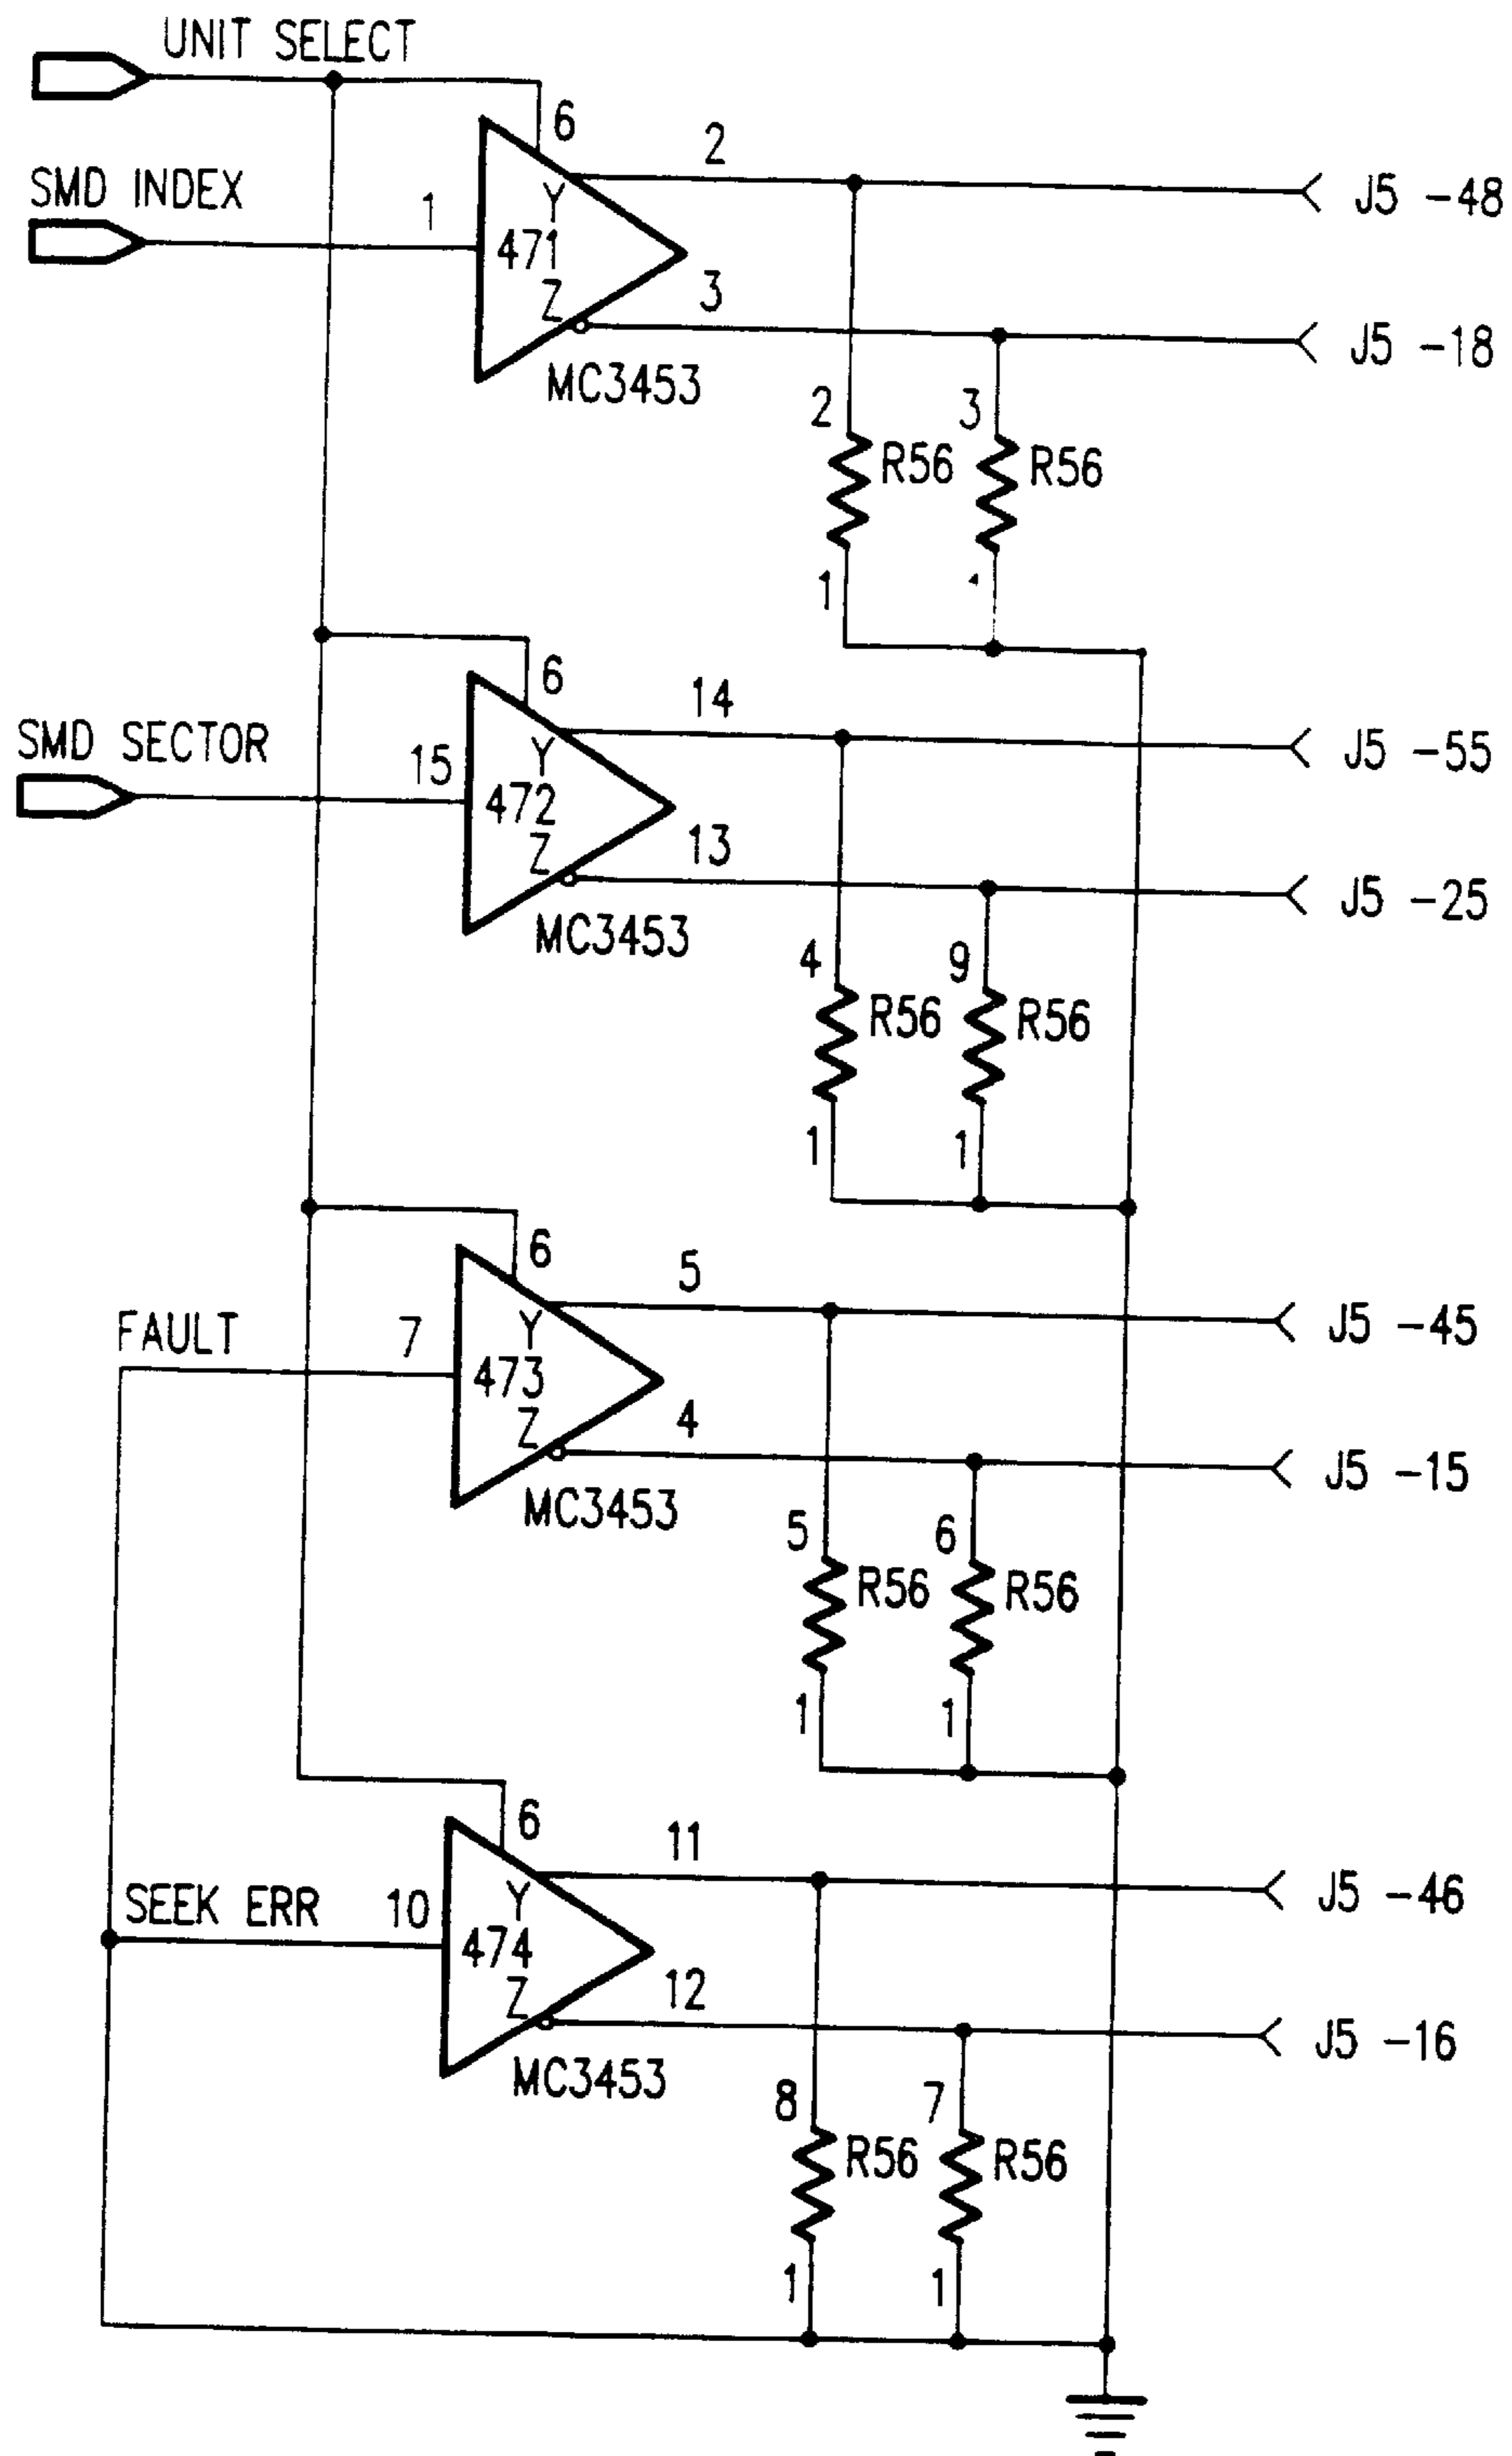 UNIT SELECT
6
2
J5 -48
SMD INDEX
1
Y
471
Z
3
J5 -18
MC3453
2
R56
3
R56
1
6
14
J5 -55
SMD SECTOR
15
Y
472
Z
13
J5 -25
MC3453
4
R56
9
R56
1
1
6
5
J5 -45
FAULT
7
Y
473
Z
4
J5 -15
MC3453
5
R56
6
R56
1
1
6
11
J5 -46
SEEK ERR
10
Y
474
Z
12
J5 -16
MC3453
8
R56
7
R56
1
1